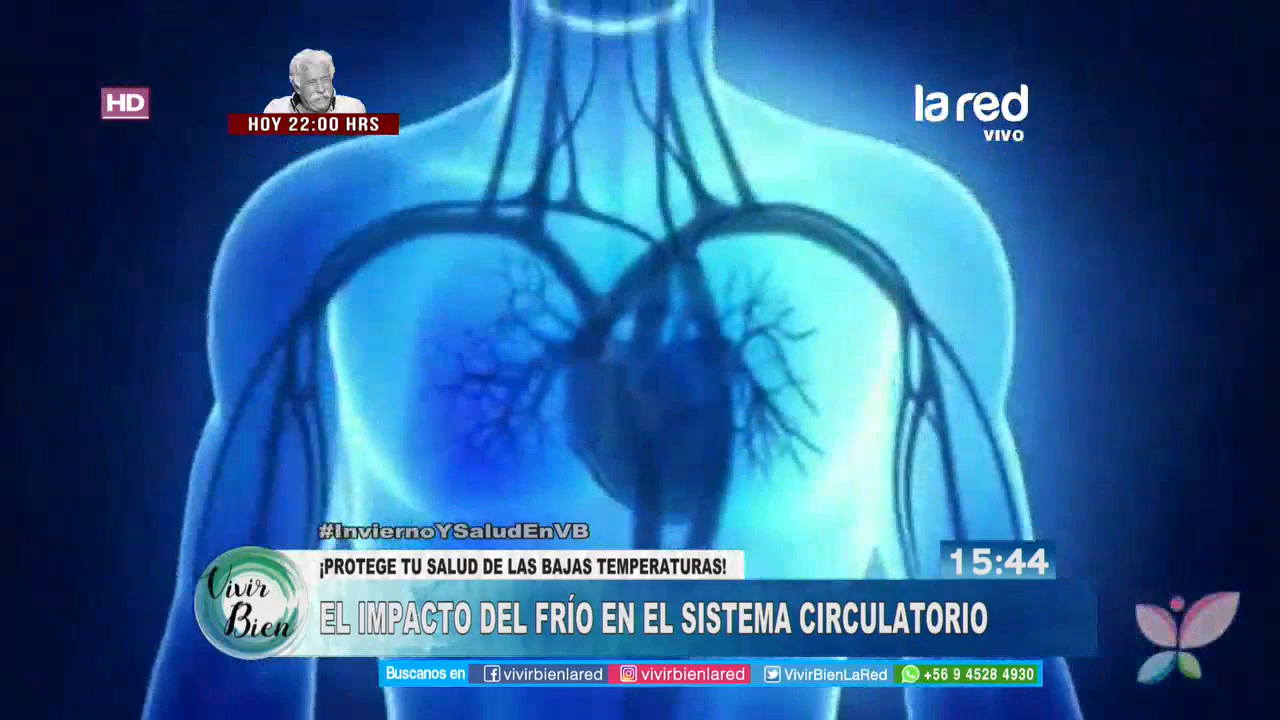 HD
HOY 22:00 HRS
la red
VIVO
#InviernoYSaludEnVB
¡PROTEGE TU SALUD DE LAS BAJAS TEMPERATURAS!
15:44
Vivir
Bien
EL IMPACTO DEL FRÍO EN EL SISTEMA CIRCULATORIO
Buscanos en vivirbienlared vivirbienlared VivirBienLaRed +56 9 4528 4930